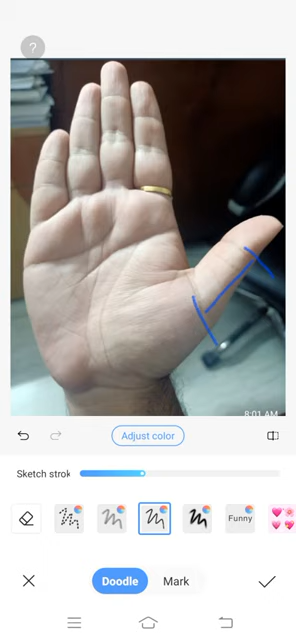 ?
8:01 AM
Adjust color
Sketch strok
Funny
Doodle Mark